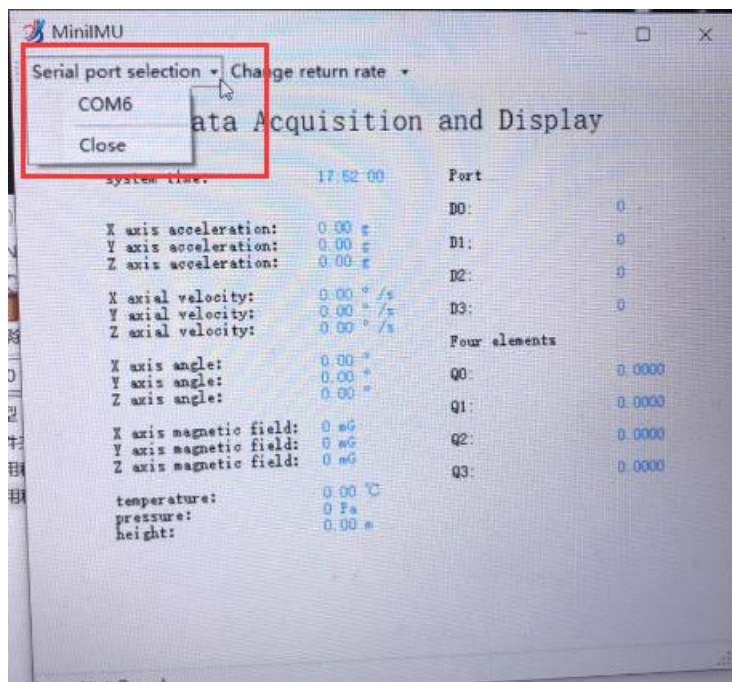 MiniIMU
Serial port selection Change return rate
COM6
Close
ata Acquisition and Display
system time: 17:52:00 Port
D0: 0
X axis acceleration: 0.00 g
Y axis acceleration: 0.00 g
D1: 0
Z axis acceleration: 0.00 g
D2: 0
X axial velocity: 0.00 °/s
Y axial velocity: 0.00 °/s
D3: 0
Z axial velocity: 0.00 °/s
Four elements
X axis angle: 0.00 °
Y axis angle: 0.00 °
Q0: 0.0000
Z axis angle: 0.00 °
Q1: 0.0000
X axis magnetic field: 0 mG
Y axis magnetic field: 0 mG
Q2: 0.0000
Z axis magnetic field: 0 mG
Q3: 0.0000
temperature: 0.00 ℃
pressure: 0 Pa
height: 0.00 m